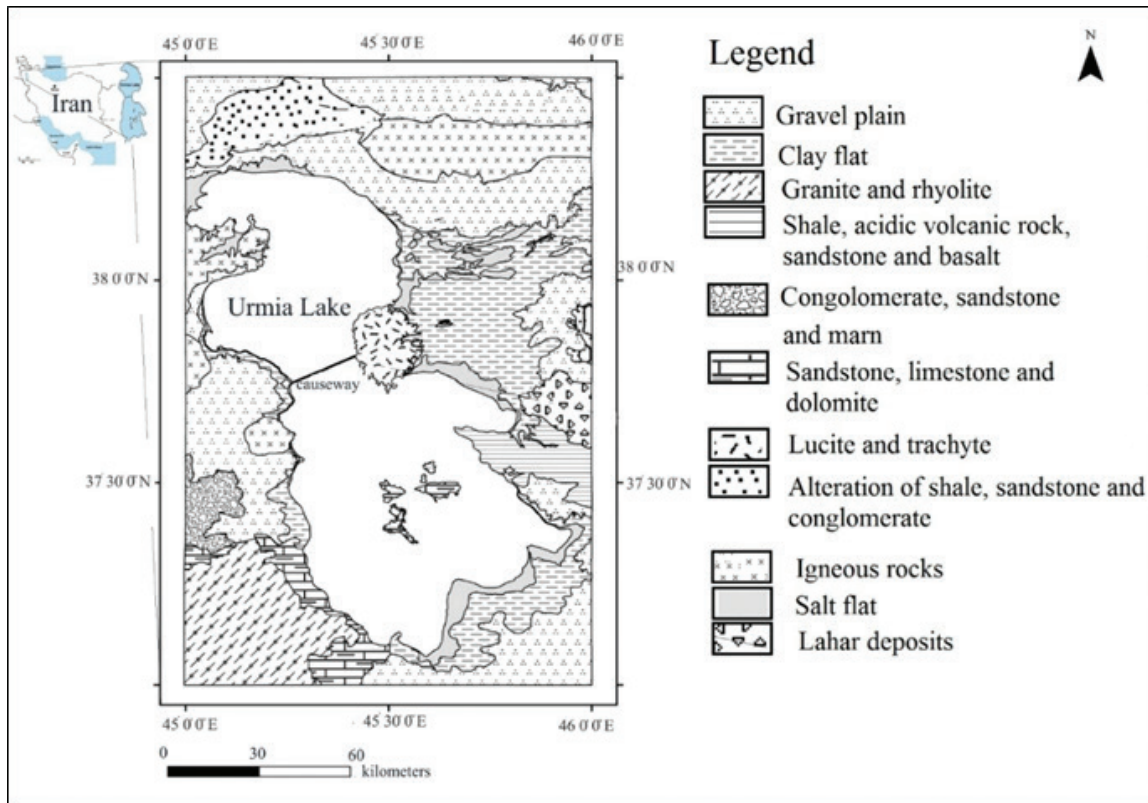 45 0'0"E 45 30'0"E 46 0'0"E
Iran
38 0'0"N
38 0'0"N
Urmia Lake
causeway
37 30'0"N
37 30'0"N
45 0'0"E 45 30'0"E 46 0'0"E
0 30 60
kilometers
N
Legend
Gravel plain
Clay flat
Granite and rhyolite
Shale, acidic volcanic rock,
sandstone and basalt
Congolomerate, sandstone
and marn
Sandstone, limestone and
dolomite
Lucite and trachyte
Alteration of shale, sandstone and
conglomerate
Igneous rocks
Salt flat
Lahar deposits